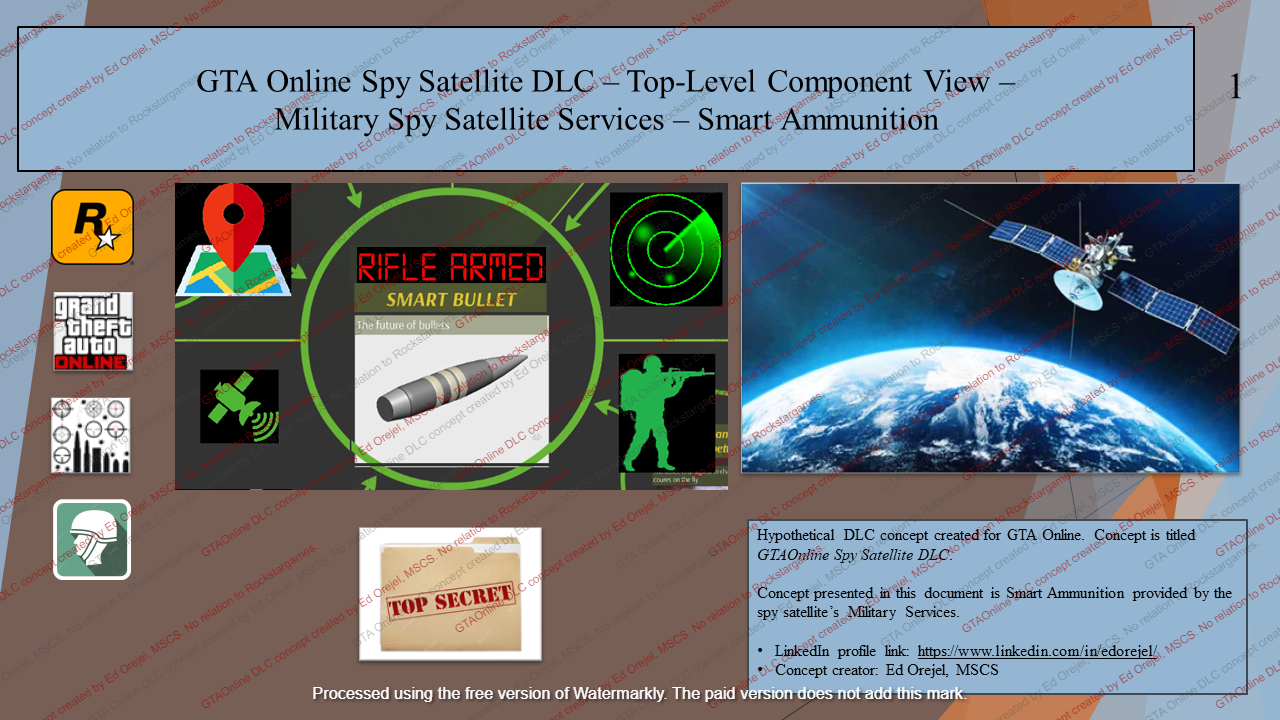 GTA Online Spy Satellite DLC – Top-Level Component View –
Military Spy Satellite Services – Smart Ammunition
1
R
grand
theft
auto
ONLINE
RIFLE ARMED
SMART BULLET
The future of bullets
TOP SECRET
Hypothetical DLC concept created for GTA Online. Concept is titled
GTAOnline Spy Satellite DLC.
Concept presented in this document is Smart Ammunition provided by the
spy satellite's Military Services.
• LinkedIn profile link: https://www.linkedin.com/in/edorejel/
• Concept creator: Ed Orejel, MSCS
Processed using the free version of Watermarkly. The paid version does not add this mark.
GTAOnline DLC concept created by Ed Orejel, MSCS. No relation to Rockstargames.